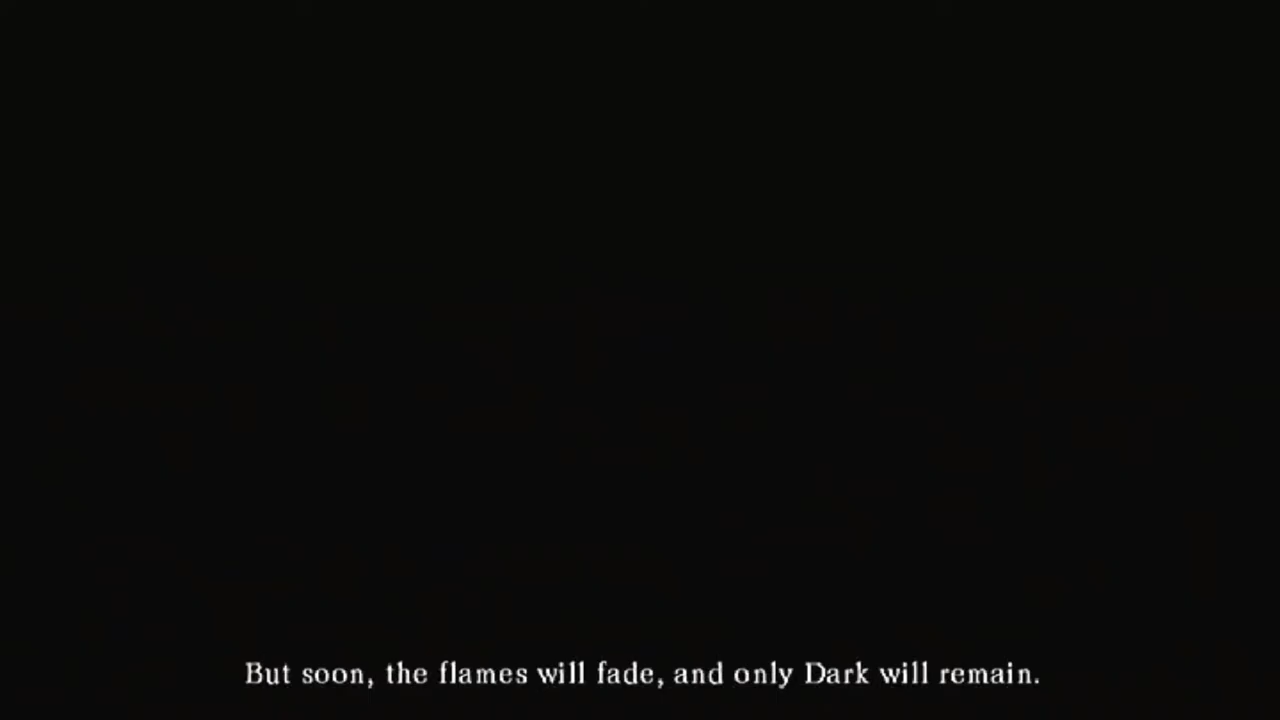 But soon, the flames will fade, and only Dark will remain.